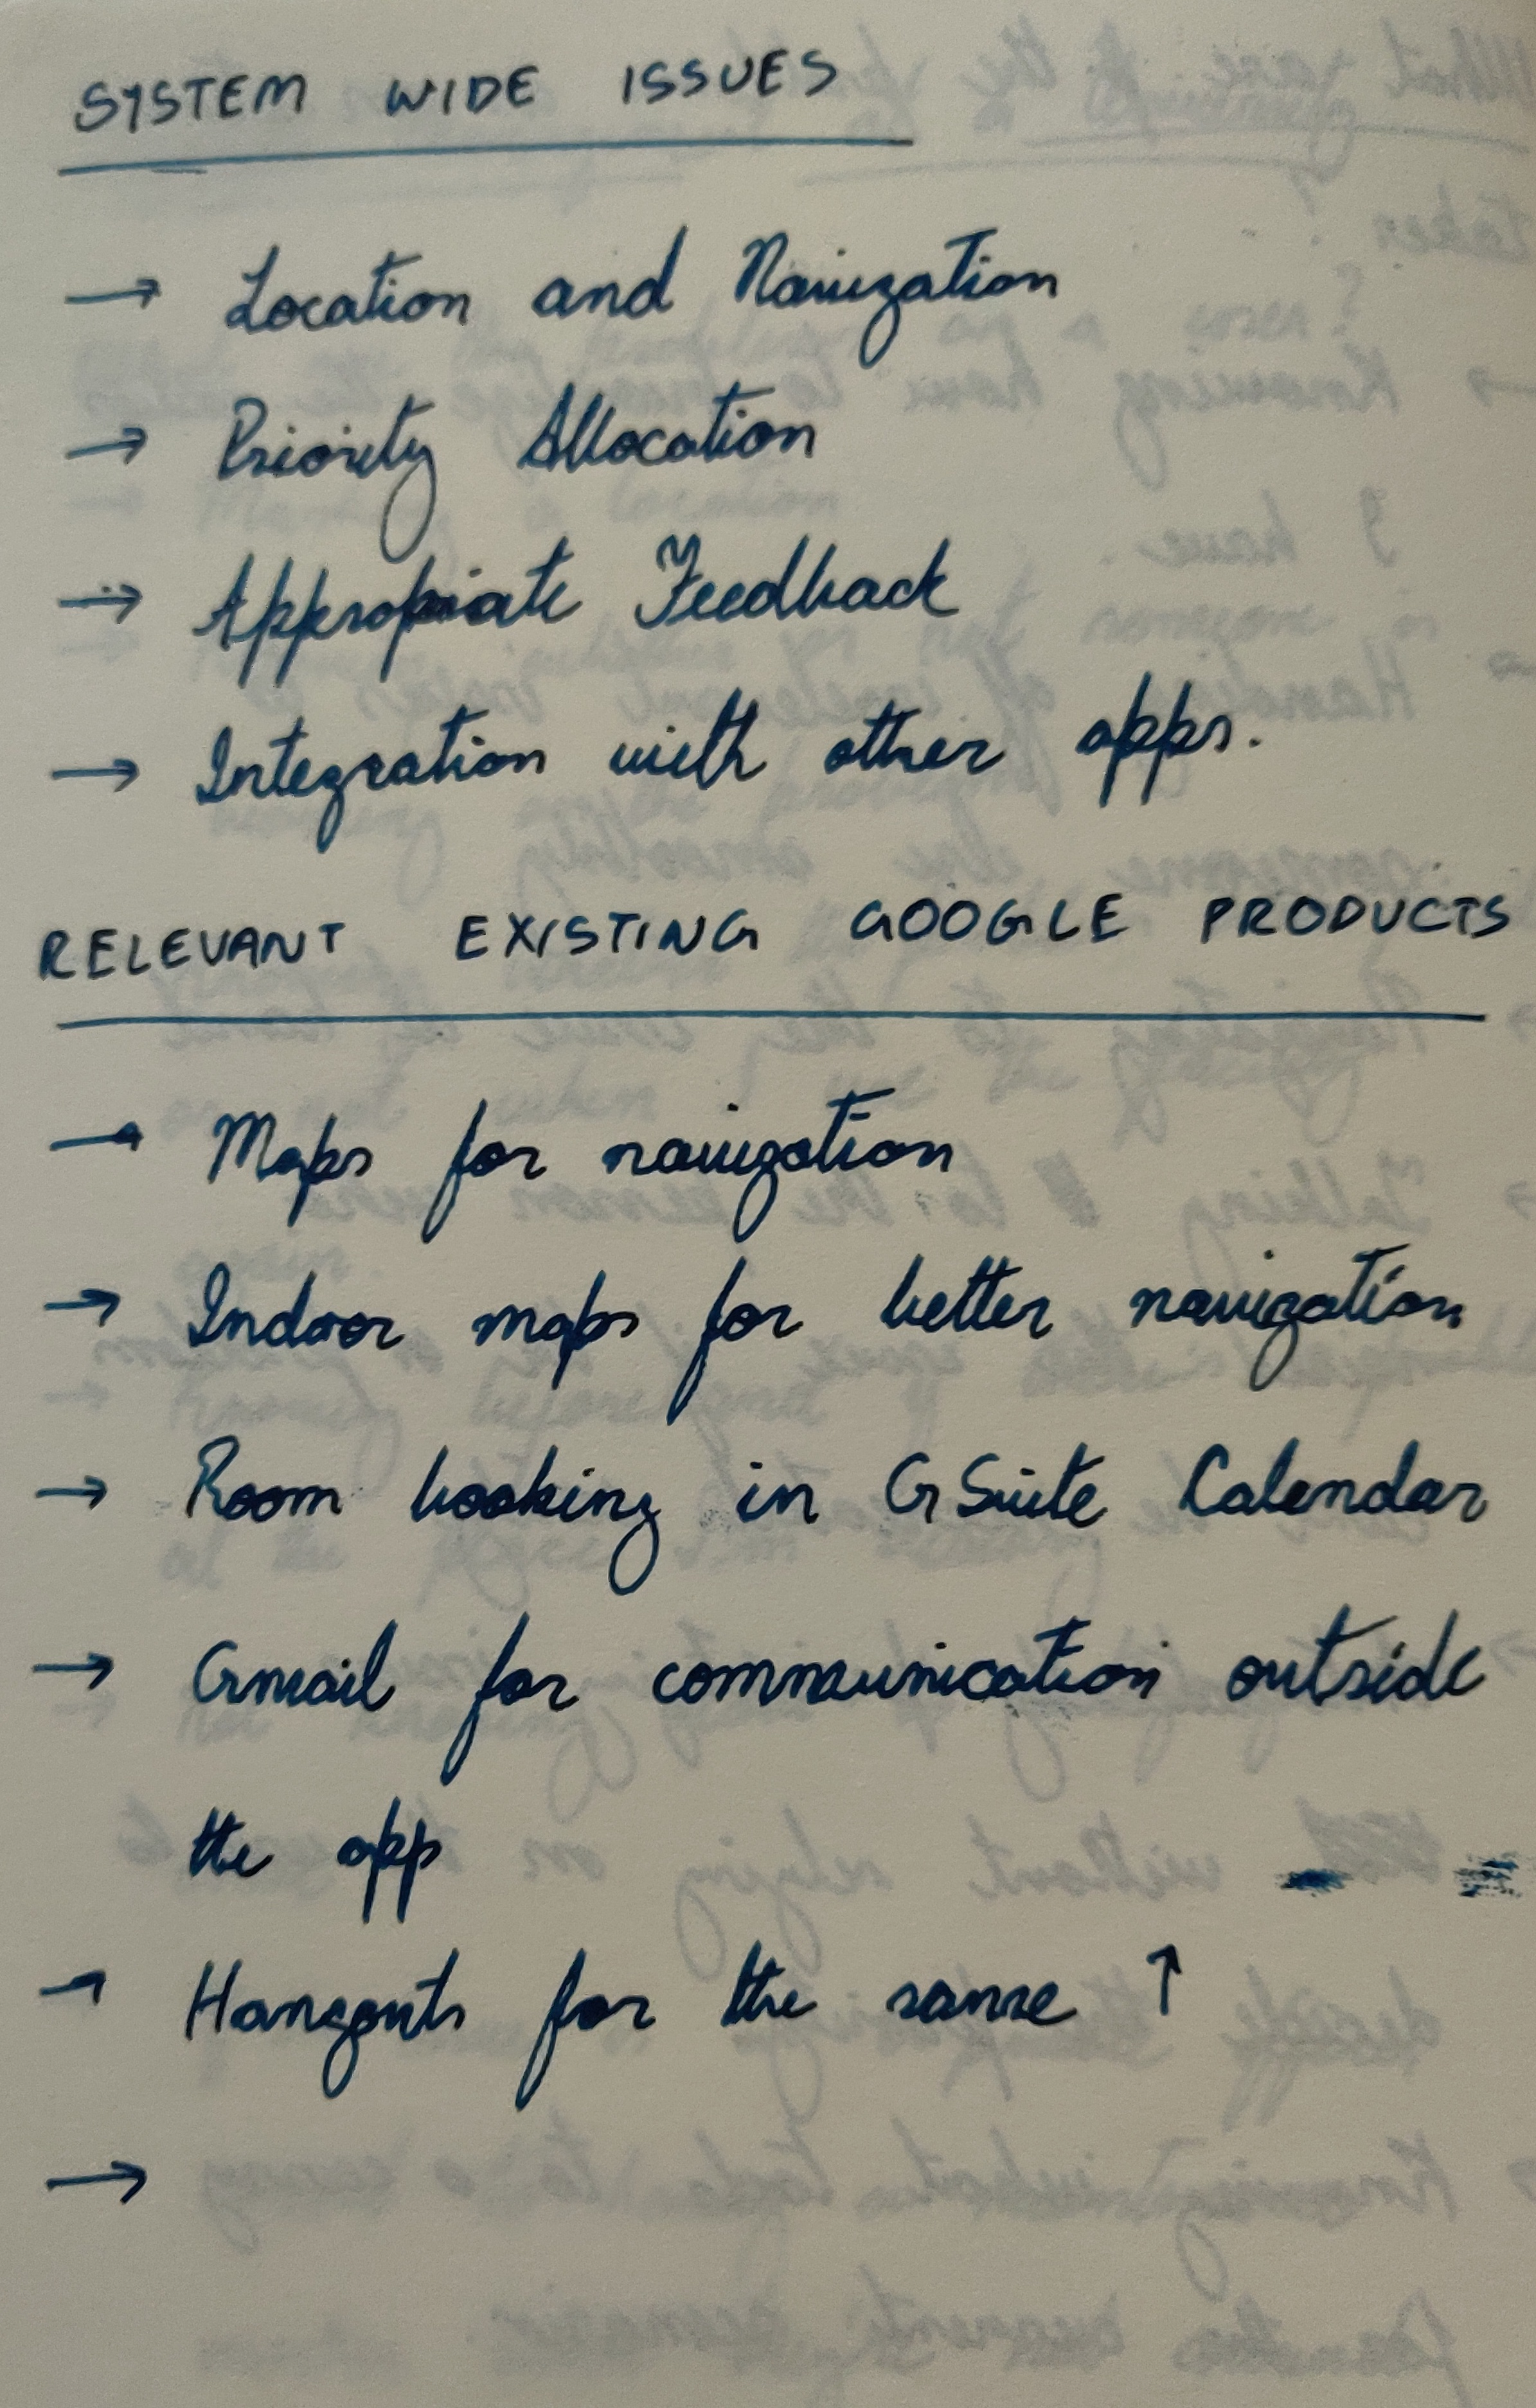 SYSTEM WIDE ISSUES
→ Location and Navigation
→ Priority Allocation
→ Appropiate Feedback
→ Integration with other apps.
RELEVANT EXISTING GOOGLE PRODUCTS
→ Maps for navigation
→ Indoor maps for better navigation
→ Room booking in GSuite Calendar
→ Gmail for communication outside
the app
→ Hangouts for the same ↑
→